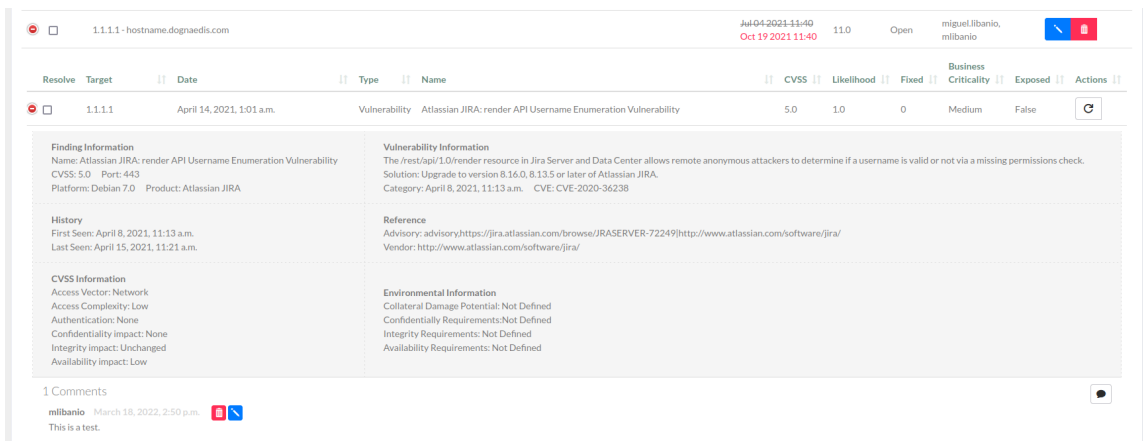 1.1.1.1 - hostname.dognaedis.com
Jul 04 2021 11:40
Oct 19 2021 11:40
11.0
Open
miguel.libanio,
mlibanio
Resolve Target Date Type Name CVSS Likelihood Fixed Business Criticality Exposed Actions
1.1.1.1 April 14, 2021, 1:01 a.m. Vulnerability Atlassian JIRA: render API Username Enumeration Vulnerability 5.0 1.0 0 Medium False
Finding Information
Name: Atlassian JIRA: render API Username Enumeration Vulnerability
CVSS: 5.0 Port: 443
Platform: Debian 7.0 Product: Atlassian JIRA
Vulnerability Information
The /rest/api/1.0/render resource in Jira Server and Data Center allows remote anonymous attackers to determine if a username is valid or not via a missing permissions check.
Solution: Upgrade to version 8.16.0, 8.13.5 or later of Atlassian JIRA.
Category: April 8, 2021, 11:13 a.m. CVE: CVE-2020-36238
History
First Seen: April 8, 2021, 11:13 a.m.
Last Seen: April 15, 2021, 11:21 a.m.
Reference
Advisory: advisory,https://jira.atlassian.com/browse/JRASERVER-72249|http://www.atlassian.com/software/jira/
Vendor: http://www.atlassian.com/software/jira/
CVSS Information
Access Vector: Network
Access Complexity: Low
Authentication: None
Confidentiality impact: None
Integrity impact: Unchanged
Availability impact: Low
Environmental Information
Collateral Damage Potential: Not Defined
Confidentially Requirements:Not Defined
Integrity Requirements: Not Defined
Availability Requirements: Not Defined
1 Comments
mlibanio March 18, 2022, 2:50 p.m.
This is a test.